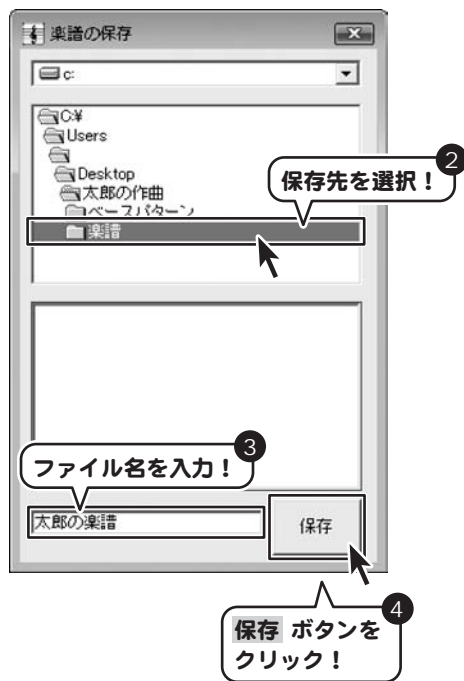 楽譜の保存
c:
C:¥
Users
Desktop
太郎の作曲
ベースパターン
楽譜
2
保存先を選択！
3
ファイル名を入力！
太郎の楽譜
保存
4
保存 ボタンを
クリック！